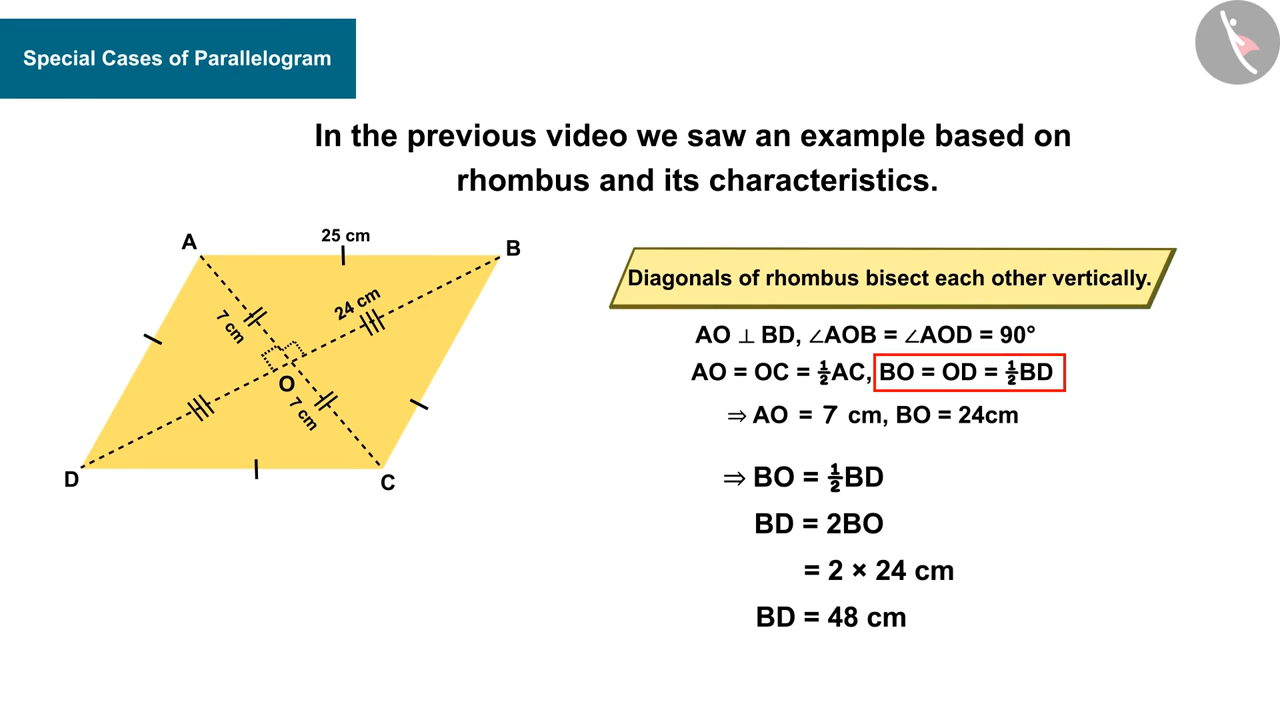 Special Cases of Parallelogram
In the previous video we saw an example based on
rhombus and its characteristics.
A
25 cm
B
24 cm
7 cm
O
7 cm
D
C
Diagonals of rhombus bisect each other vertically.
AO ⊥ BD, ∠AOB = ∠AOD = 90°
AO = OC = ½AC, BO = OD = ½BD
⇒ AO = 7 cm, BO = 24cm
⇒ BO = ½BD
BD = 2BO
= 2 × 24 cm
BD = 48 cm